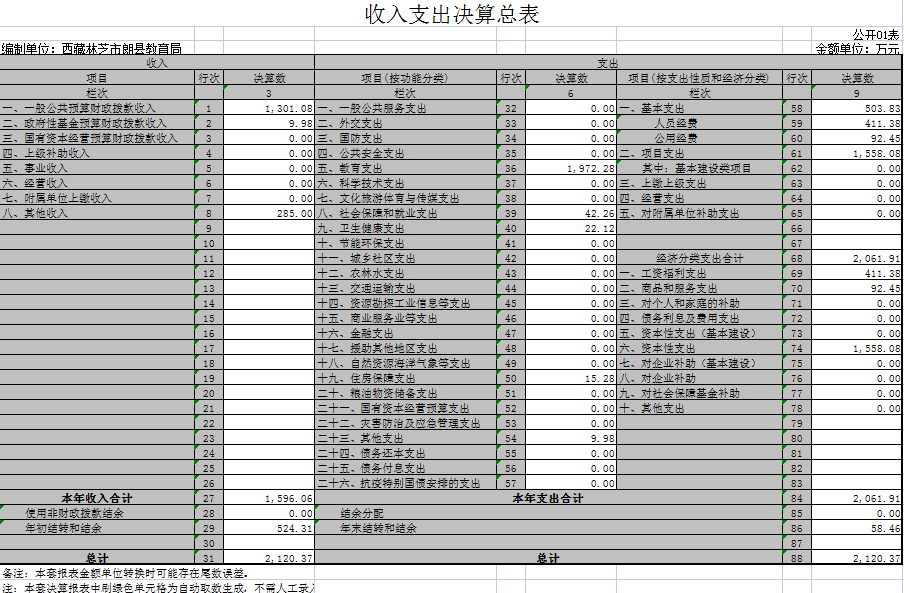 收入支出决算总表
公开01表
编制单位：西藏林芝市朗县教育局 金额单位：万元
收入 支出
项目 行次 决算数 项目(按功能分类) 行次 决算数 项目(按支出性质和经济分类) 行次 决算数
栏次 3 栏次 6 栏次 9
一、一般公共预算财政拨款收入 1 1,301.08 一、一般公共服务支出 32 0.00 一、基本支出 58 503.83
二、政府性基金预算财政拨款收入 2 9.98 二、外交支出 33 0.00 人员经费 59 411.38
三、国有资本经营预算财政拨款收入 3 0.00 三、国防支出 34 0.00 公用经费 60 92.45
四、上级补助收入 4 0.00 四、公共安全支出 35 0.00 二、项目支出 61 1,558.08
五、事业收入 5 0.00 五、教育支出 36 1,972.28 其中：基本建设类项目 62 0.00
六、经营收入 6 0.00 六、科学技术支出 37 0.00 三、上缴上级支出 63 0.00
七、附属单位上缴收入 7 0.00 七、文化旅游体育与传媒支出 38 0.00 四、经营支出 64 0.00
八、其他收入 8 285.00 八、社会保障和就业支出 39 42.26 五、对附属单位补助支出 65 0.00
9 九、卫生健康支出 40 22.12 66
10 十、节能环保支出 41 0.00 67
11 十一、城乡社区支出 42 0.00 经济分类支出合计 68 2,061.91
12 十二、农林水支出 43 0.00 一、工资福利支出 69 411.38
13 十三、交通运输支出 44 0.00 二、商品和服务支出 70 92.45
14 十四、资源勘探工业信息等支出 45 0.00 三、对个人和家庭的补助 71 0.00
15 十五、商业服务业等支出 46 0.00 四、债务利息及费用支出 72 0.00
16 十六、金融支出 47 0.00 五、资本性支出（基本建设） 73 0.00
17 十七、援助其他地区支出 48 0.00 六、资本性支出 74 1,558.08
18 十八、自然资源海洋气象等支出 49 0.00 七、对企业补助（基本建设） 75 0.00
19 十九、住房保障支出 50 15.28 八、对企业补助 76 0.00
20 二十、粮油物资储备支出 51 0.00 九、对社会保障基金补助 77 0.00
21 二十一、国有资本经营预算支出 52 0.00 十、其他支出 78 0.00
22 二十二、灾害防治及应急管理支出 53 0.00 79
23 二十三、其他支出 54 9.98 80
24 二十四、债务还本支出 55 0.00 81
25 二十五、债务付息支出 56 0.00 82
26 二十六、抗疫特别国债安排的支出 57 0.00 83
本年收入合计 27 1,596.06 本年支出合计 84 2,061.91
使用非财政拨款结余 28 0.00 结余分配 85 0.00
年初结转和结余 29 524.31 年末结转和结余 86 58.46
30 87
总计 31 2,120.37 总计 88 2,120.37
备注：本套报表金额单位转换时可能存在尾数误差。
注：本套决算报表中刷绿色单元格为自动取数生成，不需人工录入